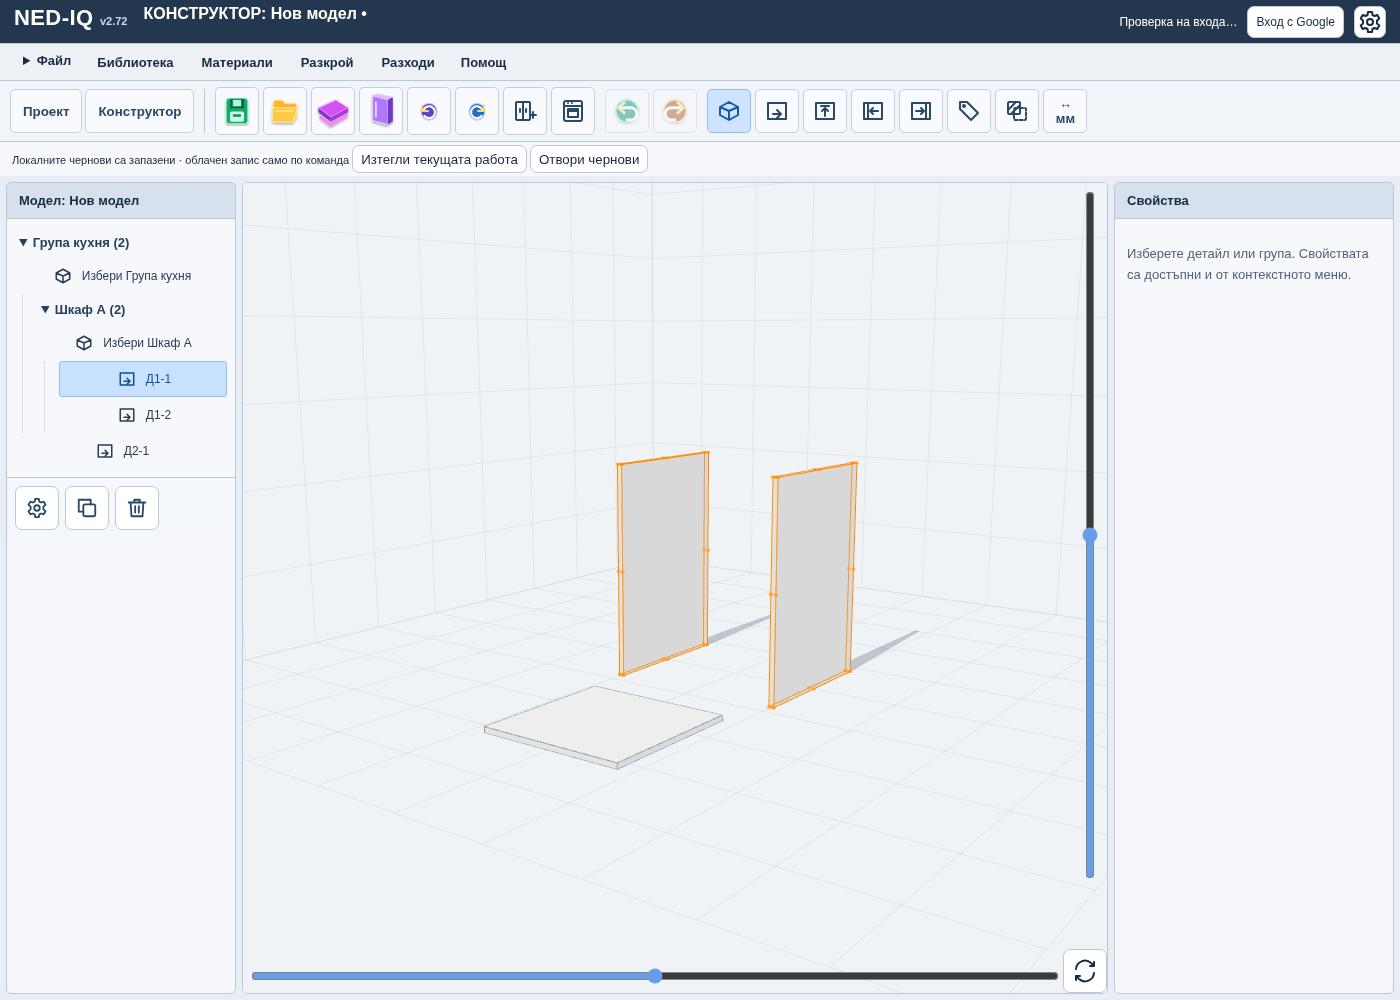 NED-IQ v2.72 КОНСТРУКТОР: Нов модел •
Проверка на входа… Вход с Google
Файл Библиотека Материали Разкрой Разходи Помощ
Проект Конструктор ↔ мм
Локалните чернови са запазени · облачен запис само по команда Изтегли текущата работа Отвори чернови
Модел: Нов модел
Група кухня (2)
Избери Група кухня
Шкаф А (2)
Избери Шкаф А
Д1-1
Д1-2
Д2-1
Свойства
Изберете детайл или група. Свойствата
са достъпни и от контекстното меню.